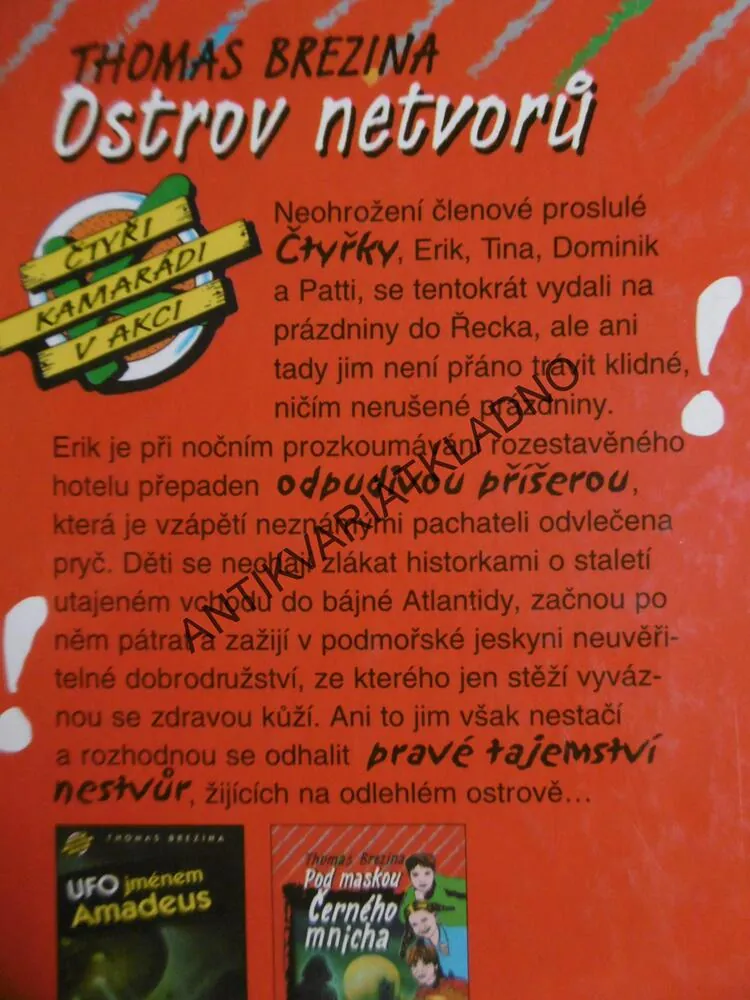 THOMAS BREZINA
Ostrov netvorů
ČTYŘI
KAMARÁDI
V AKCI
Neohrožení členové proslulé
Čtyřky, Erik, Tina, Dominik
a Patti, se tentokrát vydali na
prázdniny do Řecka, ale ani
tady jim není přáno trávit klidné,
ničím nerušené prázdniny.
Erik je při nočním prozkoumávání rozestavěného
hotelu přepaden odpudivou příšerou,
která je vzápětí neznámými pachateli odvlečena
pryč. Děti se nechají zlákat historkami o staletí
utajeném vchodu do bájné Atlantidy, začnou po
něm pátrat a zažijí v podmořské jeskyni neuvěři-
telné dobrodružství, ze kterého jen stěží vyváz-
nou se zdravou kůží. Ani to jim však nestačí
a rozhodnou se odhalit pravé tajemství
nestvůr, žijících na odlehlém ostrově...
ANTIKVARIATKLADNO
THOMAS BREZINA
UFO jménem
Amadeus
Thomas Brezina
Pod maskou
Černého
mnicha